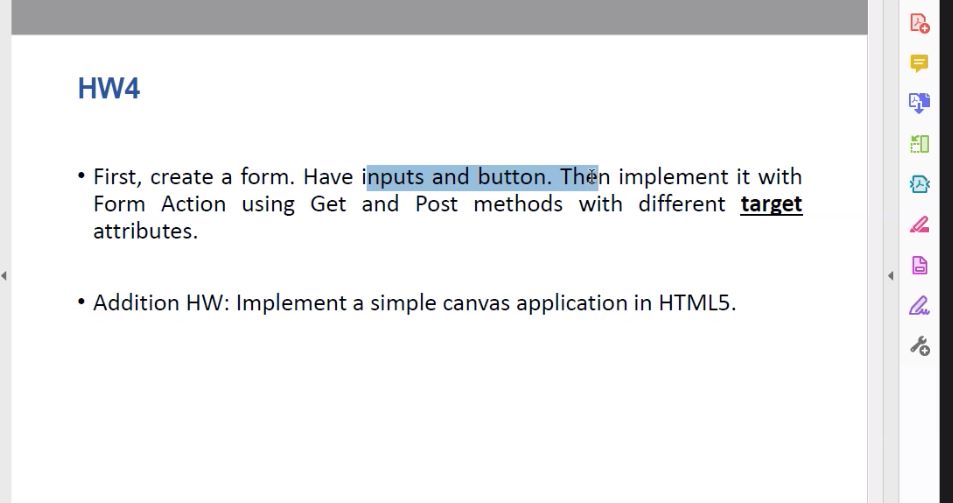 HW4
• First, create a form. Have inputs and button. Then implement it with
Form Action using Get and Post methods with different target
attributes.
• Addition HW: Implement a simple canvas application in HTML5.